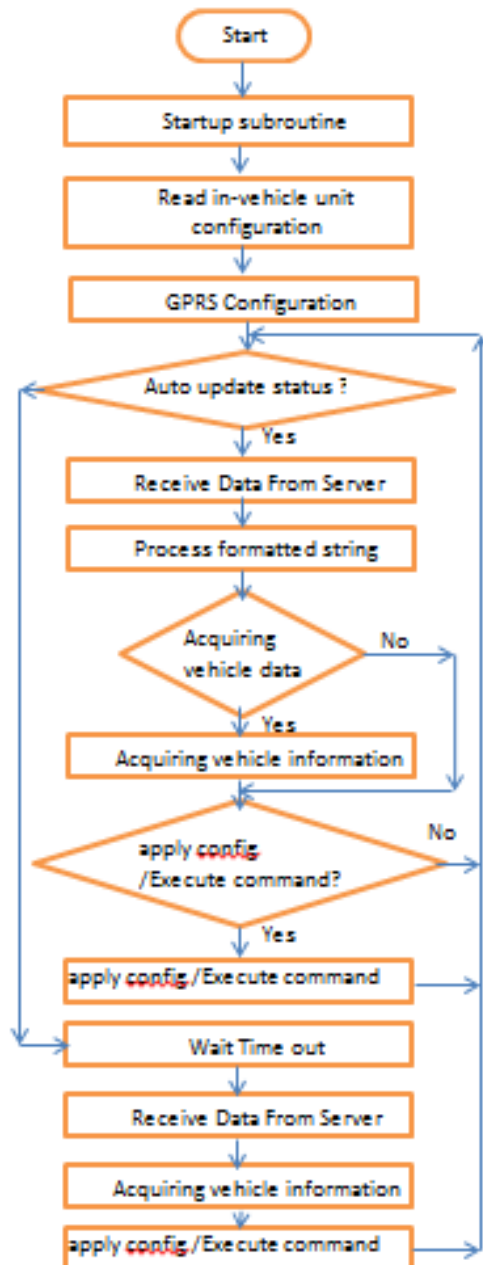 Start
Startup subroutine
Read in-vehicle unit
configuration
GPRS Configuration
Auto update status ?
Yes
Receive Data From Server
Process formatted string
Acquiring
vehicle data
No
Yes
Acquiring vehicle information
apply config.
/Execute command?
No
Yes
apply config./Execute command
Wait Time out
Receive Data From Server
Acquiring vehicle information
apply config./Execute command